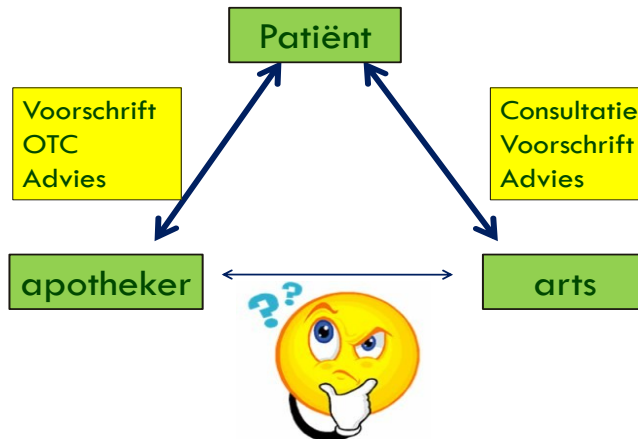 Patiënt
Voorschrift
OTC
Advies
Consultatie
Voorschrift
Advies
apotheker
arts
??